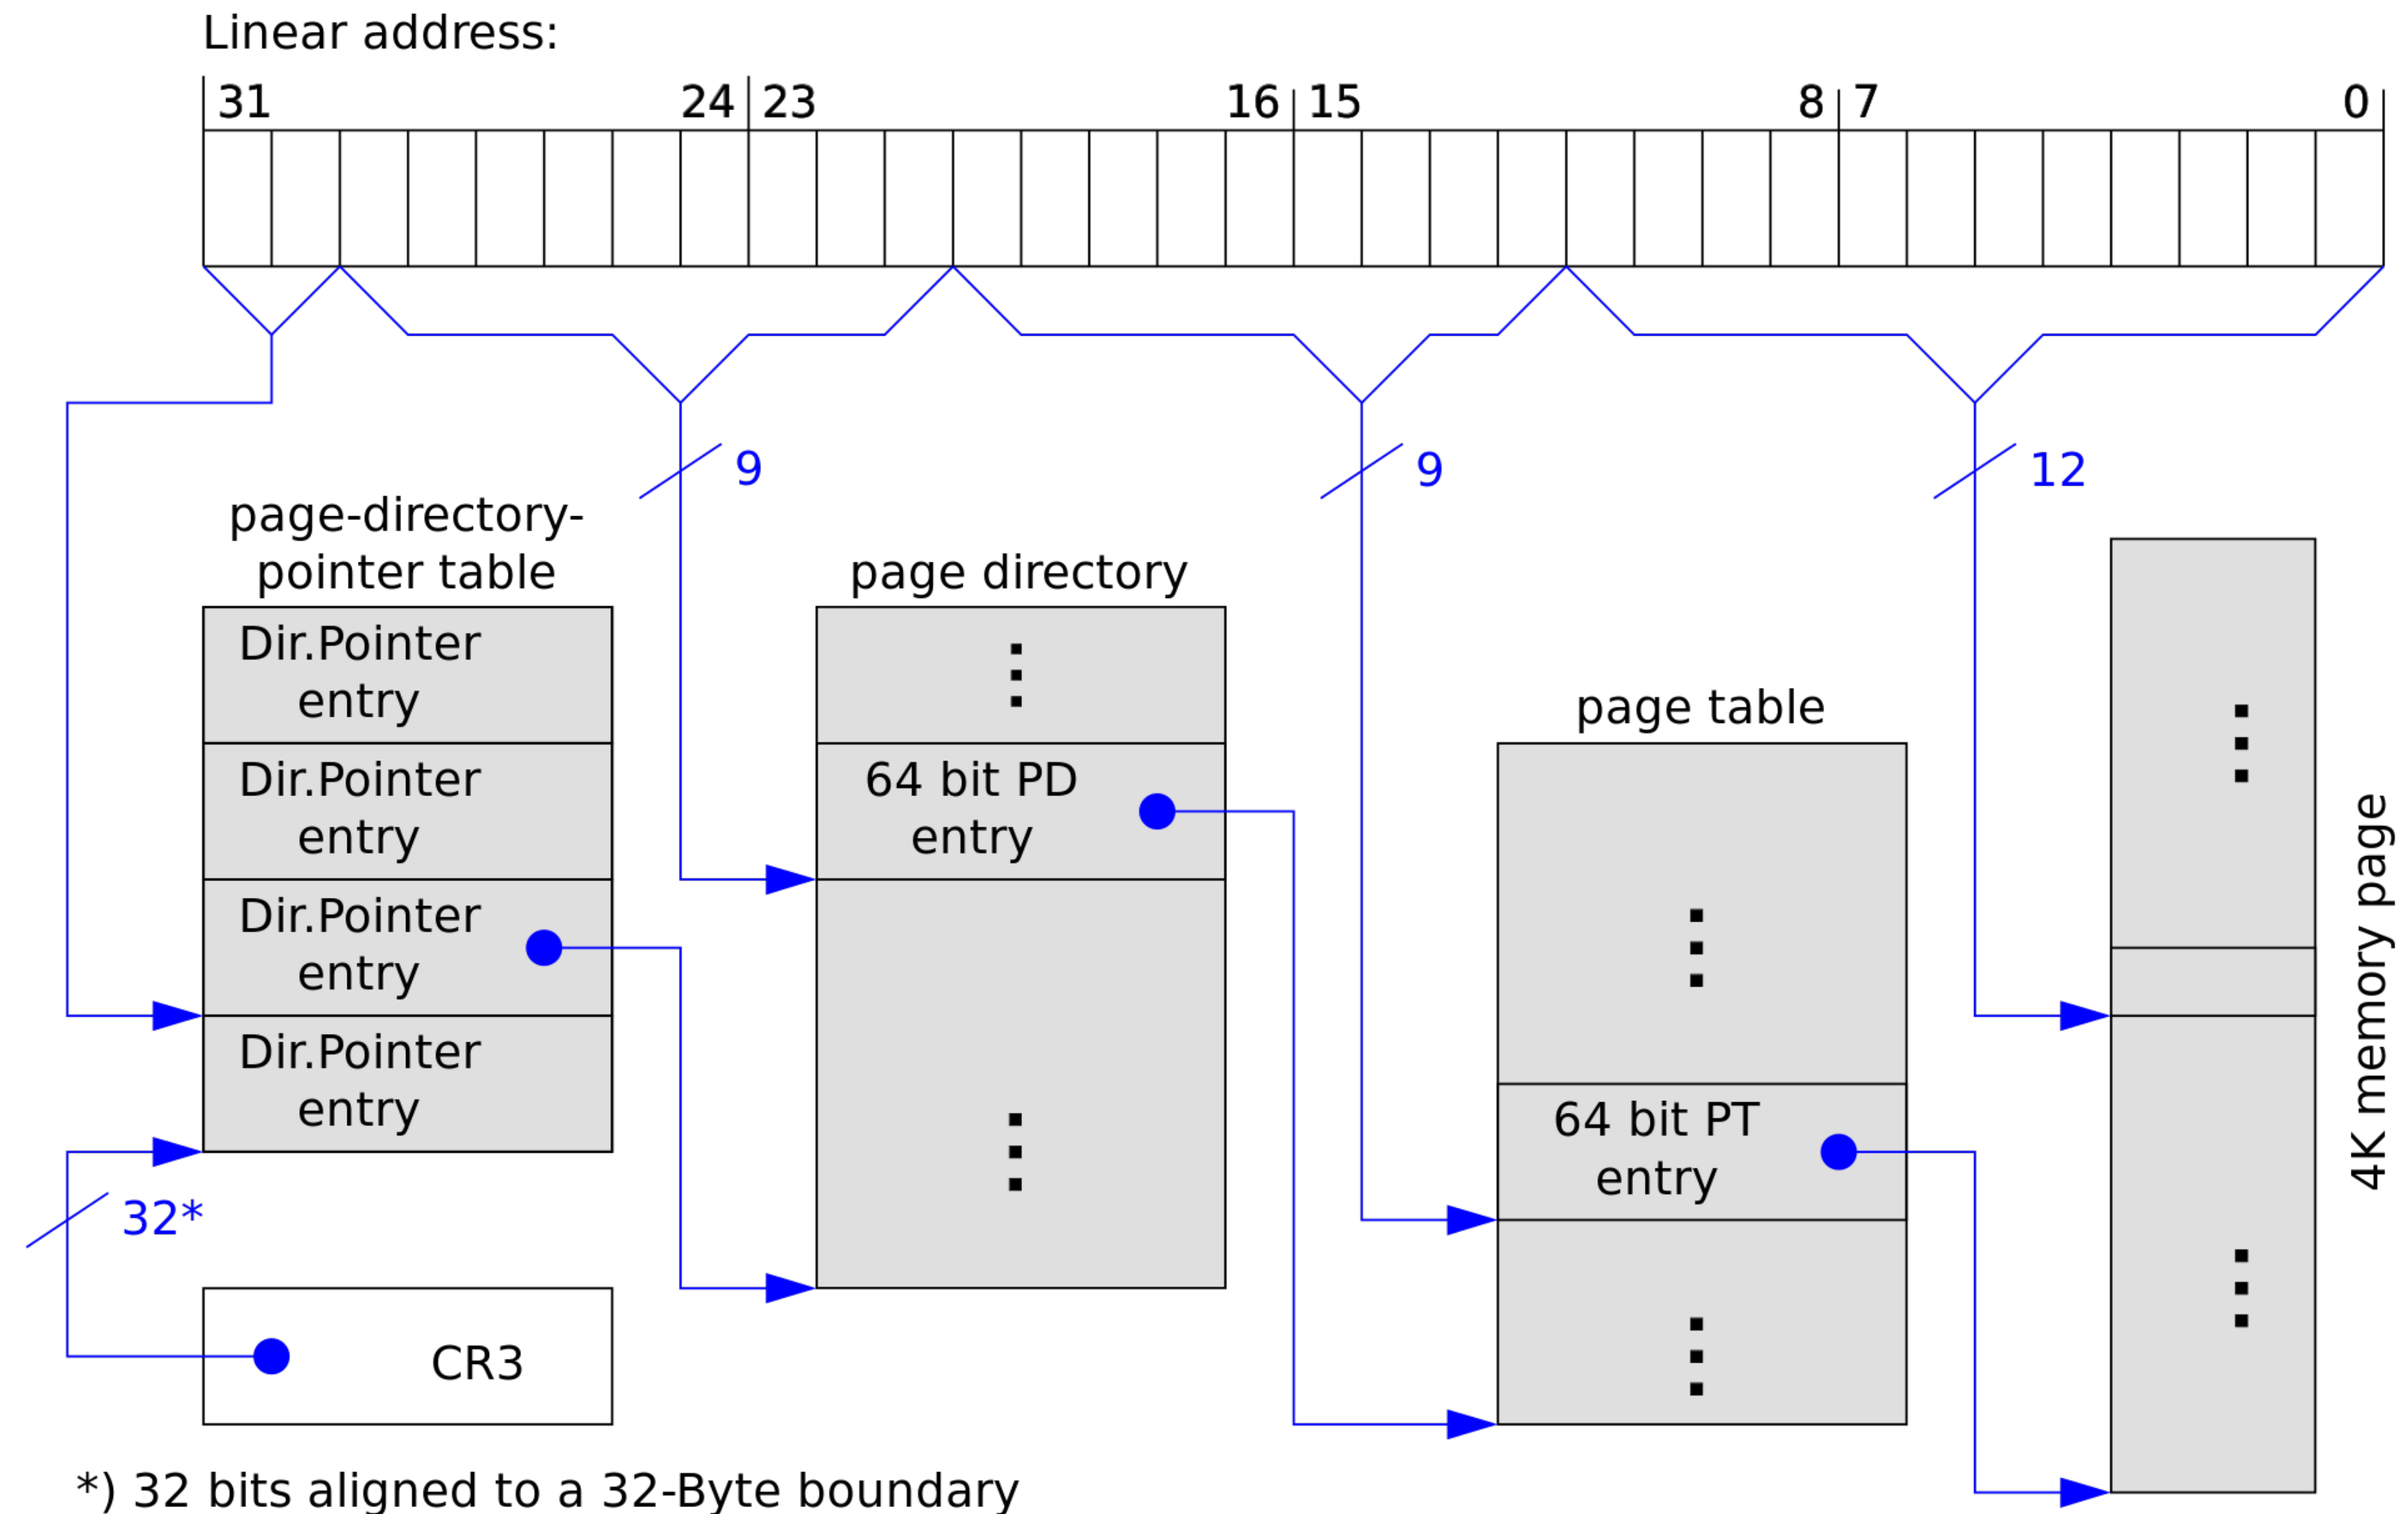 Linear address:
31 24 23 16 15 8 7 0
9 9 12
page-directory-
pointer table
Dir.Pointer
entry
Dir.Pointer
entry
Dir.Pointer
entry
Dir.Pointer
entry
32*
CR3
page directory
64 bit PD
entry
page table
64 bit PT
entry
4K memory page
*) 32 bits aligned to a 32-Byte boundary